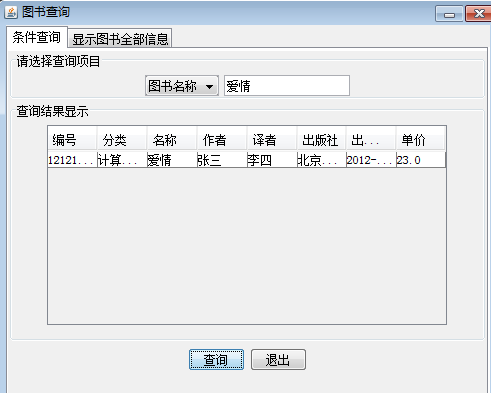 图书查询
条件查询 显示图书全部信息
请选择查询项目
图书名称 爱情
查询结果显示
编号 分类 名称 作者 译者 出版社 出... 单价
12121... 计算... 爱情 张三 李四 北京... 2012-... 23.0
查询 退出